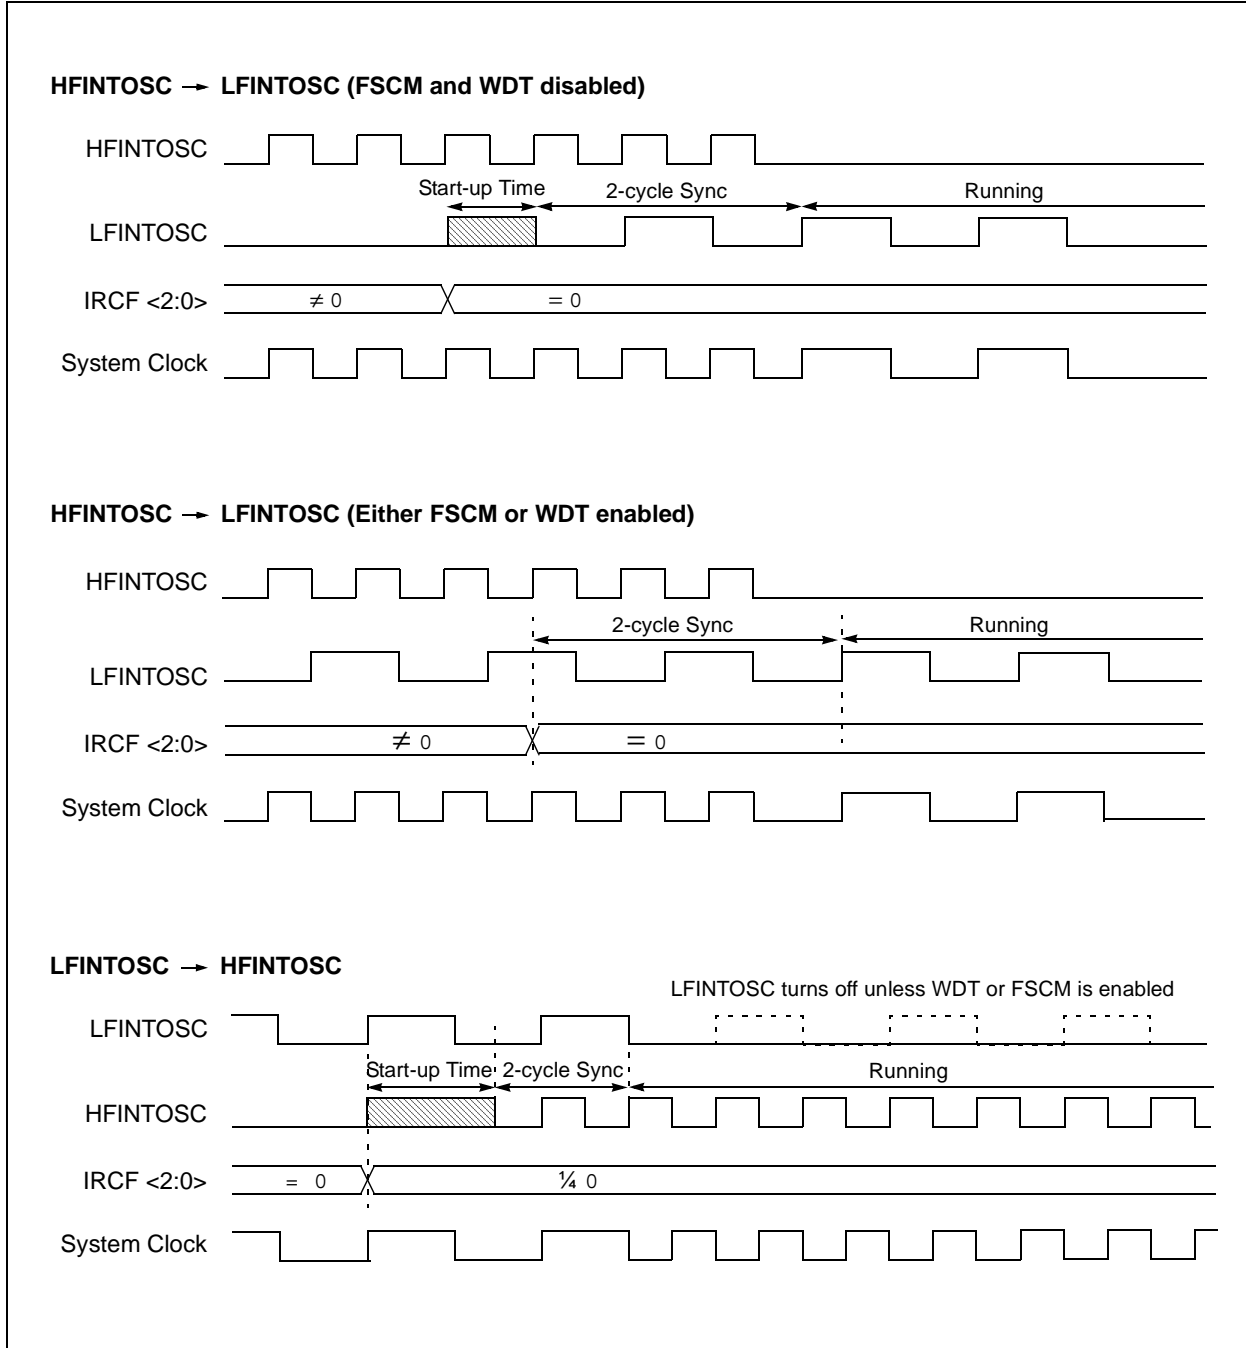 HFINTOSC → LFINTOSC (FSCM and WDT disabled)
HFINTOSC
Start-up Time 2-cycle Sync Running
LFINTOSC
IRCF <2:0> ≠ 0 = 0
System Clock
HFINTOSC → LFINTOSC (Either FSCM or WDT enabled)
HFINTOSC
2-cycle Sync Running
LFINTOSC
IRCF <2:0> ≠ 0 = 0
System Clock
LFINTOSC → HFINTOSC
LFINTOSC turns off unless WDT or FSCM is enabled
LFINTOSC
Start-up Time 2-cycle Sync Running
HFINTOSC
IRCF <2:0> = 0 ¼ 0
System Clock